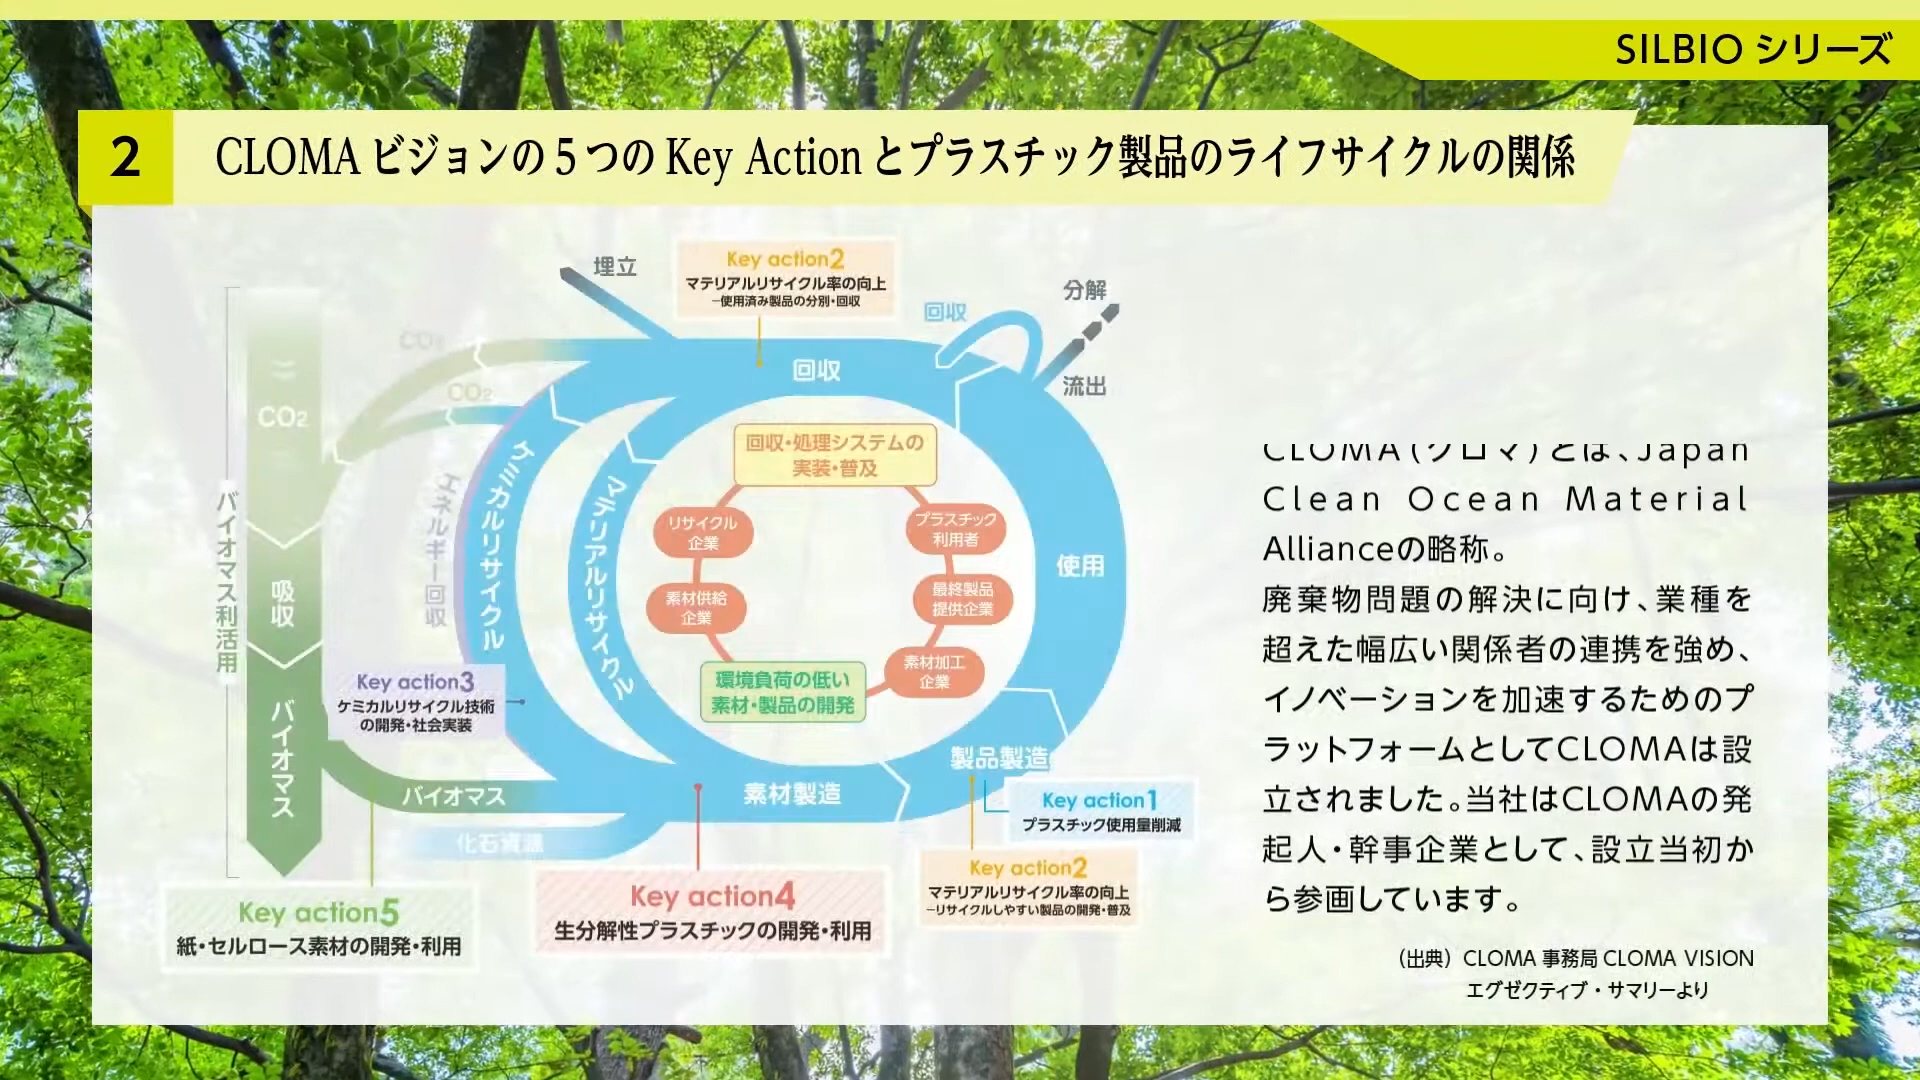 SILBIO シリーズ
2
CLOMA ビジョンの 5 つの Key Action とプラスチック製品のライフサイクルの関係
埋立
Key action2
マテリアルリサイクル率の向上
−使用済み製品の分別・回収
回収
分解
流出
CO2
CO2
CO2
回収
回収・処理システムの
実装・普及
リサイクル
企業
プラスチック
利用者
素材供給
企業
最終製品
提供企業
素材加工
企業
環境負荷の低い
素材・製品の開発
使用
バイオマス利活用
吸収
バイオマス
エネルギー回収
ケミカルリサイクル
マテリアルリサイクル
Key action3
ケミカルリサイクル技術
の開発・社会実装
バイオマス
化石資源
素材製造
製品製造
Key action1
プラスチック使用量削減
Key action2
マテリアルリサイクル率の向上
−リサイクルしやすい製品の開発・普及
Key action4
生分解性プラスチックの開発・利用
Key action5
紙・セルロース素材の開発・利用
CLOMA(クロマ)とは、Japan
Clean Ocean Material
Allianceの略称。
廃棄物問題の解決に向け、業種を
超えた幅広い関係者の連携を強め、
イノベーションを加速するためのプ
ラットフォームとしてCLOMAは設
立されました。当社はCLOMAの発
起人・幹事企業として、設立当初か
ら参画しています。
（出典）CLOMA 事務局 CLOMA VISION
エグゼクティブ・サマリーより